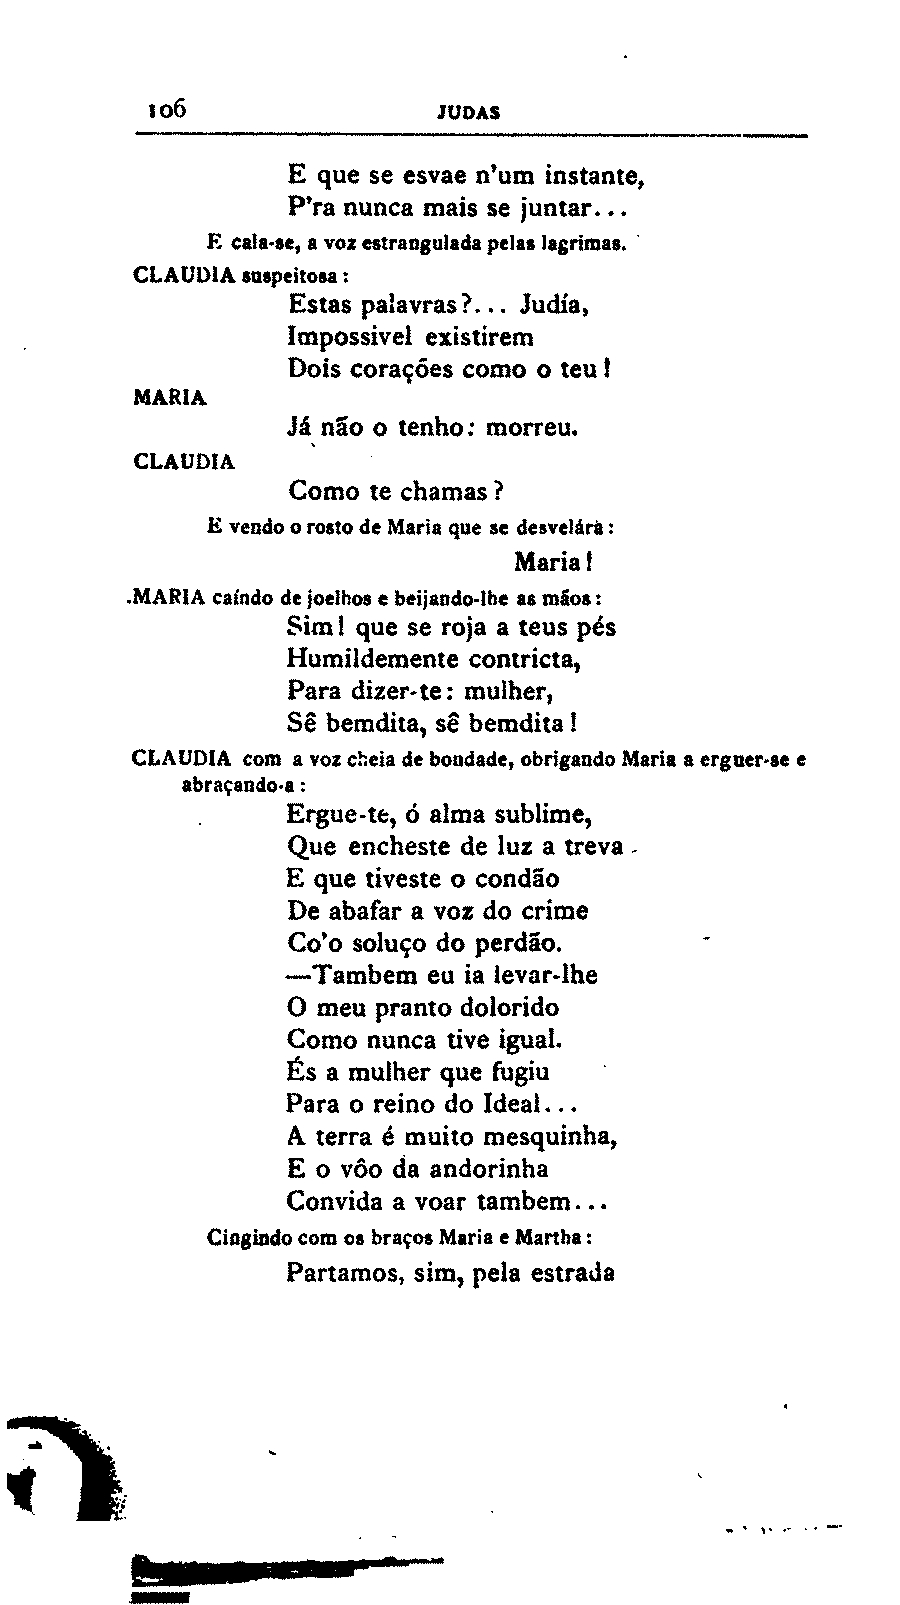 106 JUDAS
E que se esvae n'um instante,
P'ra nunca mais se juntar...
E cala-se, a voz estrangulada pelas lagrimas.
CLAUDIA suspeitosa:
Estas palavras?... Judía,
Impossivel existirem
Dois corações como o teu!
MARIA
Já não o tenho: morreu.
CLAUDIA
Como te chamas?
E vendo o rosto de Maria que se desvelára:
Maria!
MARIA caíndo de joelhos e beijando-lhe as mãos:
Sim! que se roja a teus pés
Humildemente contricta,
Para dizer-te: mulher,
Sê bemdita, sê bemdita!
CLAUDIA com a voz cheia de bondade, obrigando Maria a erguer-se e
abraçando-a:
Ergue-te, ó alma sublime,
Que encheste de luz a treva
E que tiveste o condão
De abafar a voz do crime
Co'o soluço do perdão.
—Tambem eu ia levar-lhe
O meu pranto dolorido
Como nunca tive igual.
És a mulher que fugiu
Para o reino do Ideal...
A terra é muito mesquinha,
E o vôo da andorinha
Convida a voar tambem...
Cingindo com os braços Maria e Martha:
Partamos, sim, pela estrada